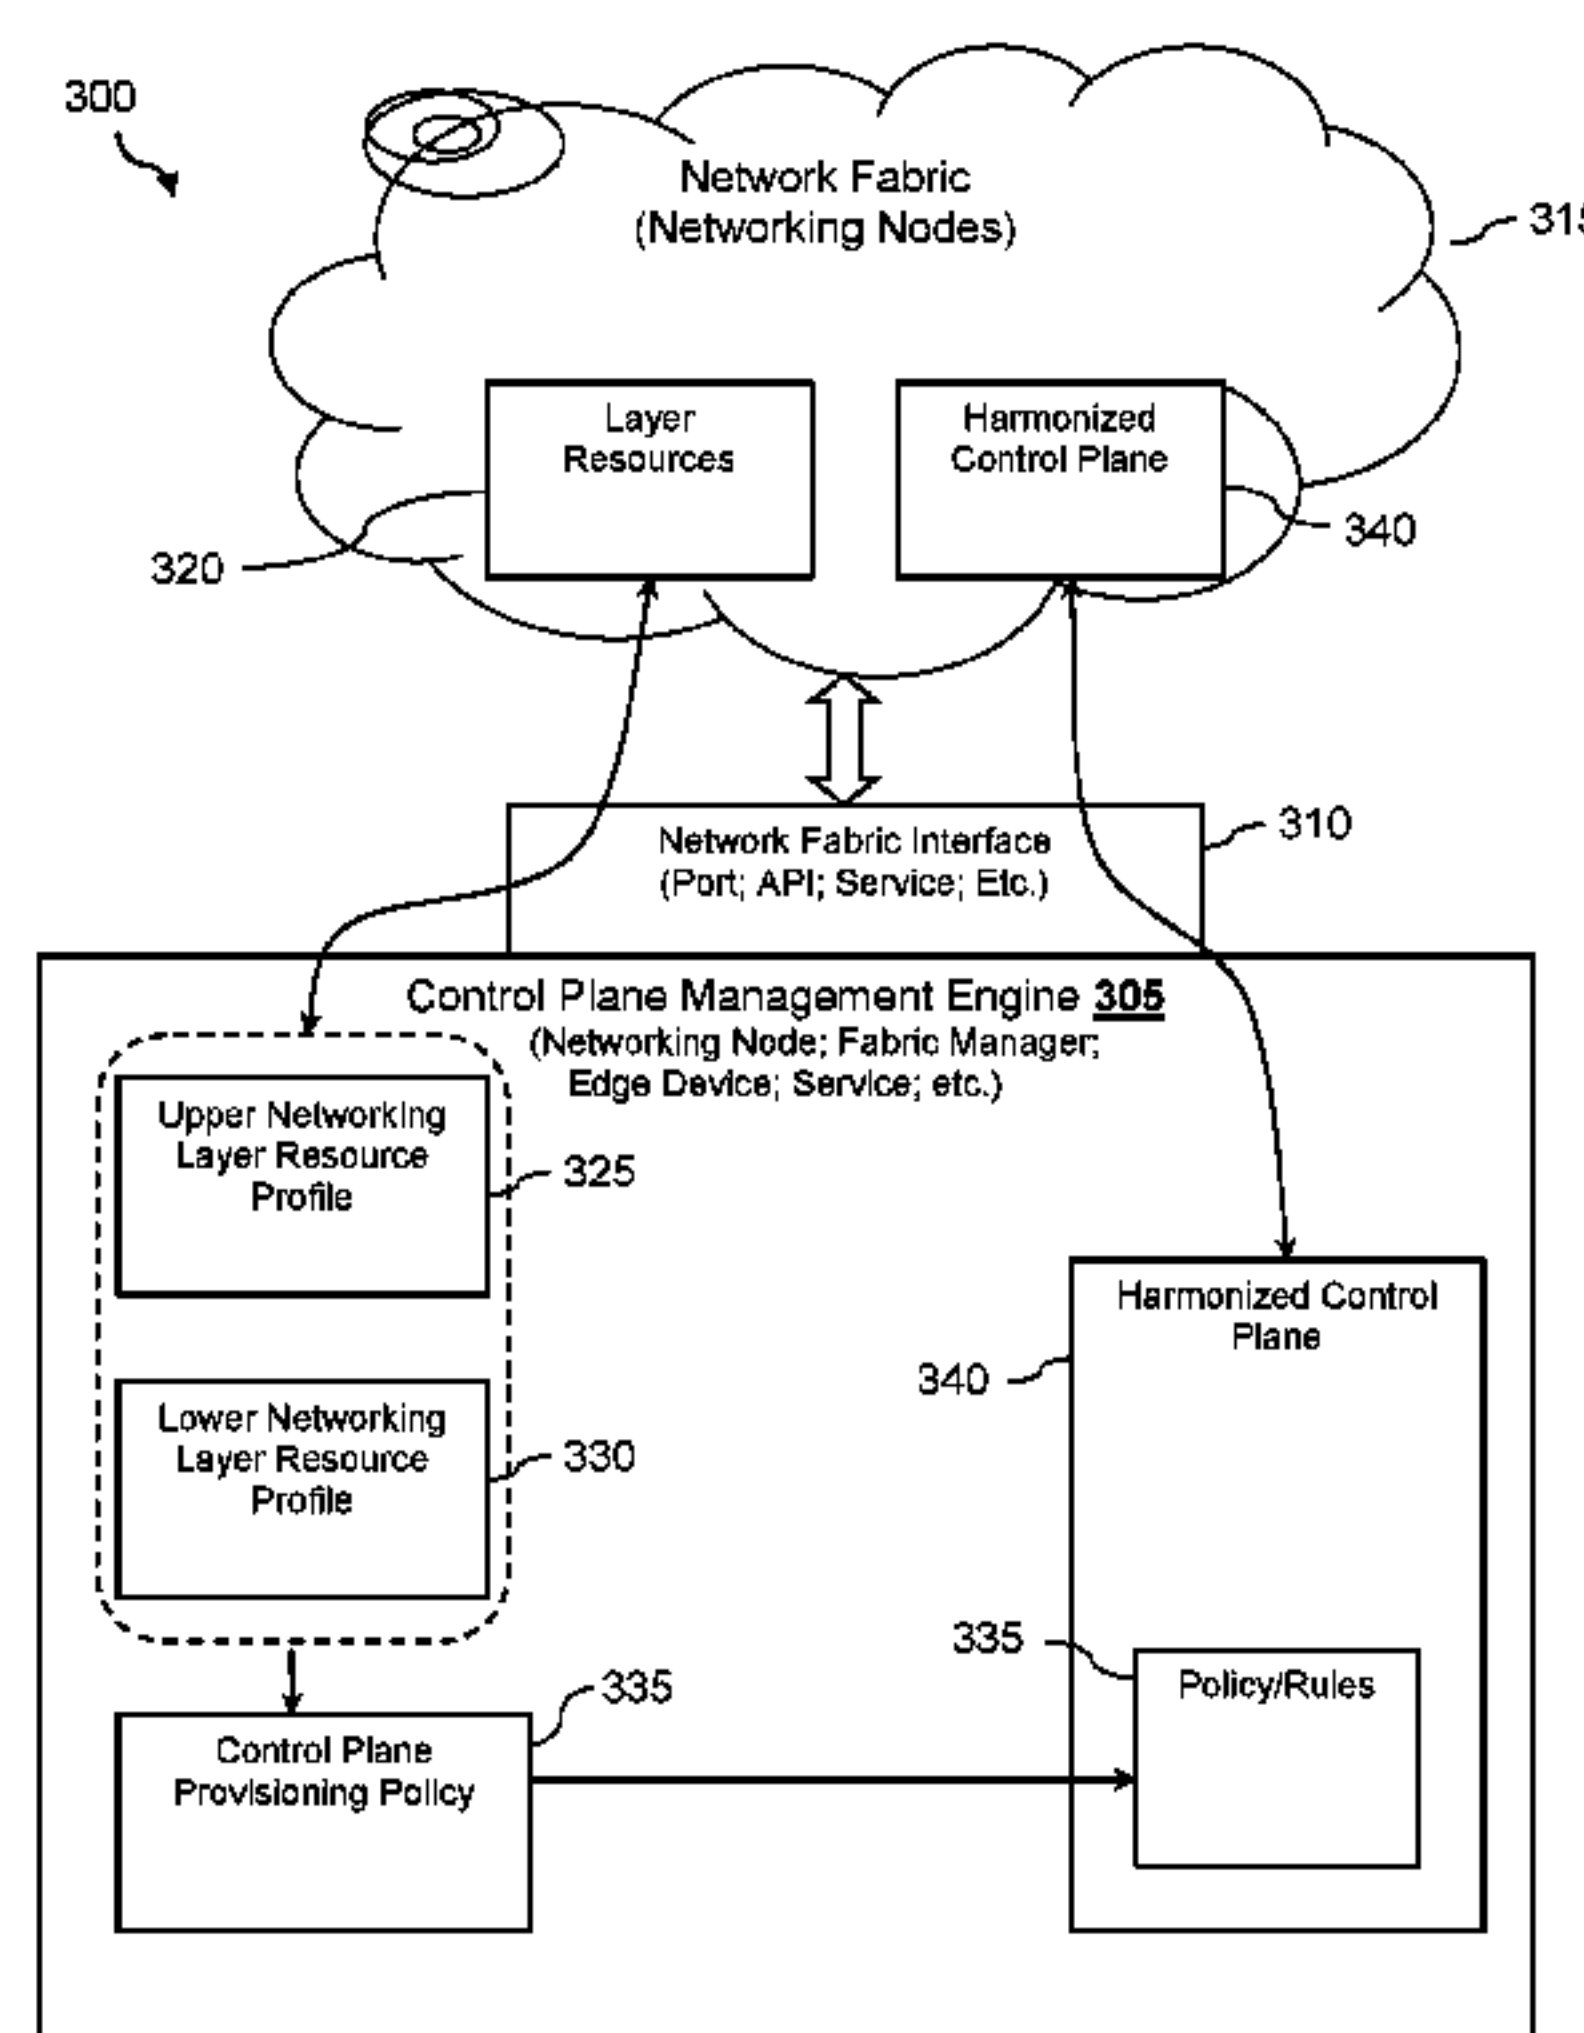 300
Network Fabric
(Networking Nodes)
315
Layer
Resources
Harmonized
Control Plane
320
340
Network Fabric Interface
(Port; API; Service; Etc.)
310
Control Plane Management Engine 305
(Networking Node; Fabric Manager;
Edge Device; Service; etc.)
Upper Networking
Layer Resource
Profile
325
Harmonized Control
Plane
340
Lower Networking
Layer Resource
Profile
330
335
Policy/Rules
335
Control Plane
Provisioning Policy